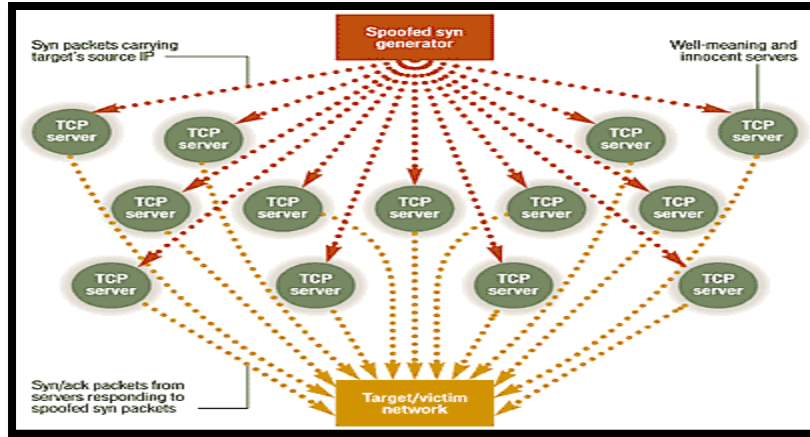 Spoofed syn
generator
Syn packets carrying
target's source IP
Well-meaning and
innocent servers
TCP
server
TCP
server
TCP
server
TCP
server
TCP
server
TCP
server
TCP
server
TCP
server
TCP
server
TCP
server
TCP
server
TCP
server
TCP
server
Syn/ack packets from
servers responding to
spoofed syn packets
Target/victim
network